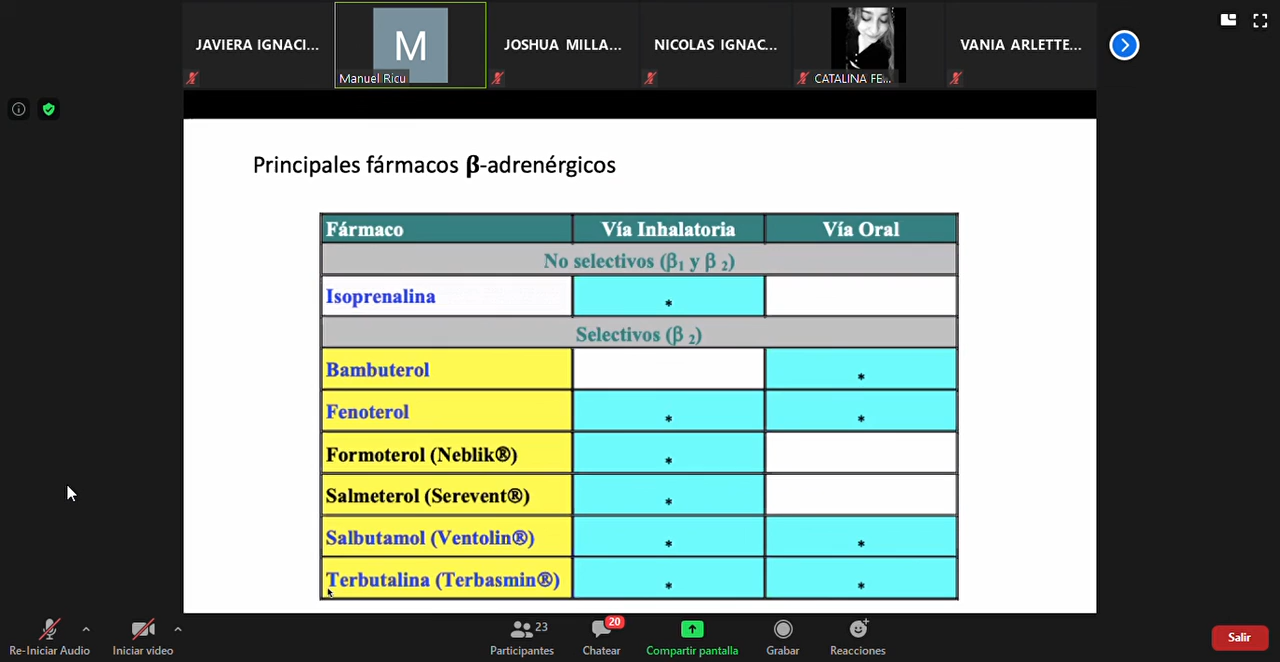 JAVIERA IGNACI...
M
Manuel Ricu
JOSHUA MILLA...
NICOLAS IGNAC...
CATALINA FE...
VANIA ARLETTE...
Principales fármacos β-adrenérgicos
Fármaco Vía Inhalatoria Vía Oral
No selectivos (β₁ y β ₂)
Isoprenalina *
Selectivos (β ₂)
Bambuterol *
Fenoterol * *
Formoterol (Neblik®) *
Salmeterol (Serevent®) *
Salbutamol (Ventolin®) * *
Terbutalina (Terbasmin®) * *
Re-Iniciar Audio
Iniciar video
Participantes 23
Chatear 20
Compartir pantalla
Grabar
Reacciones
Salir